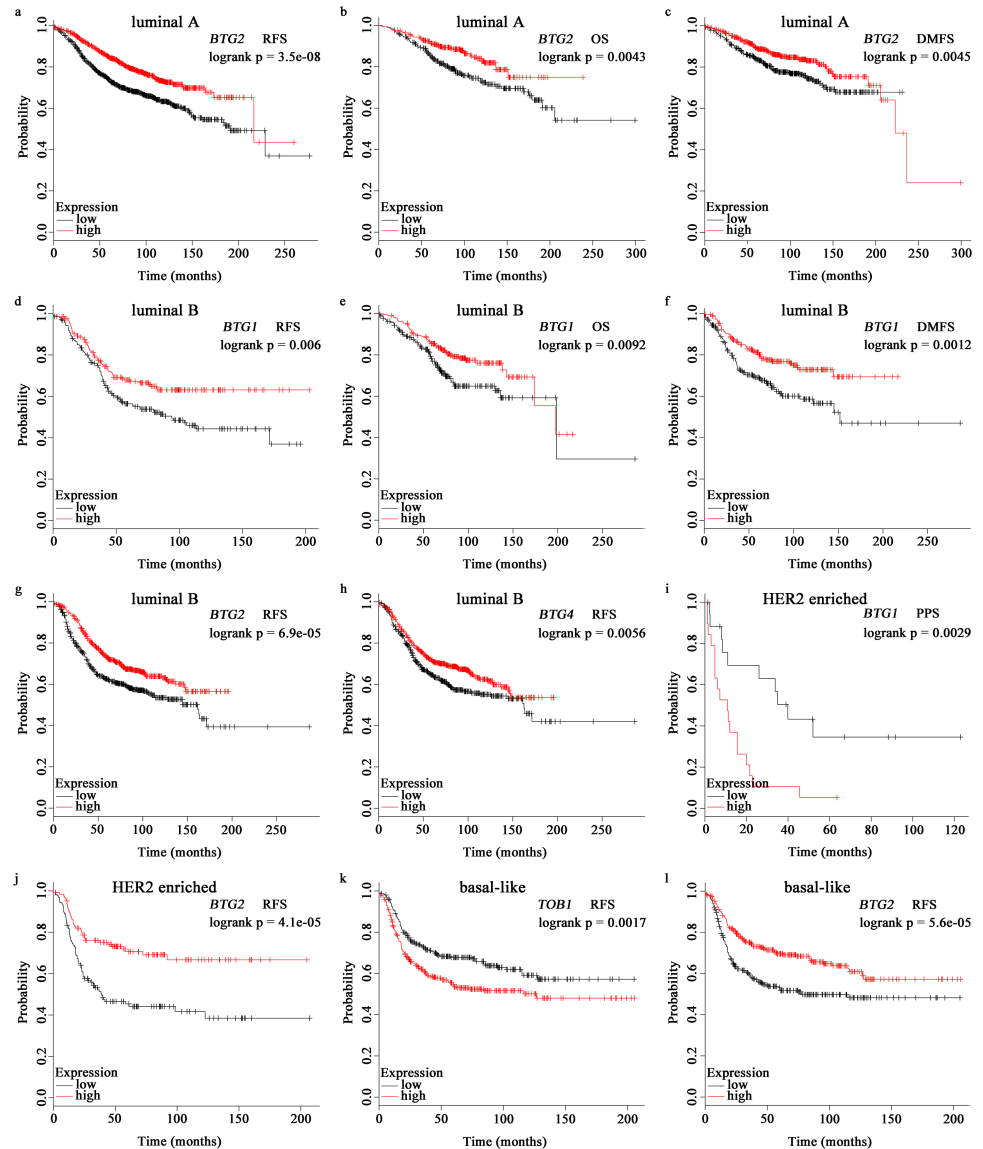 a
luminal A
BTG2 RFS
logrank p = 3.5e-08
Probability
1.0
0.8
0.6
0.4
0.2
0.0
Expression
low
high
0 50 100 150 200 250
Time (months)
b
luminal A
BTG2 OS
logrank p = 0.0043
Probability
1.0
0.8
0.6
0.4
0.2
0.0
Expression
low
high
0 50 100 150 200 250 300
Time (months)
c
luminal A
BTG2 DMFS
logrank p = 0.0045
Probability
1.0
0.8
0.6
0.4
0.2
0.0
Expression
low
high
0 50 100 150 200 250 300
Time (months)
d
luminal B
BTG1 RFS
logrank p = 0.006
Probability
1.0
0.8
0.6
0.4
0.2
0.0
Expression
low
high
0 50 100 150 200
Time (months)
e
luminal B
BTG1 OS
logrank p = 0.0092
Probability
1.0
0.8
0.6
0.4
0.2
0.0
Expression
low
high
0 50 100 150 200 250
Time (months)
f
luminal B
BTG1 DMFS
logrank p = 0.0012
Probability
1.0
0.8
0.6
0.4
0.2
0.0
Expression
low
high
0 50 100 150 200 250
Time (months)
g
luminal B
BTG2 RFS
logrank p = 6.9e-05
Probability
1.0
0.8
0.6
0.4
0.2
0.0
Expression
low
high
0 50 100 150 200 250
Time (months)
h
luminal B
BTG4 RFS
logrank p = 0.0056
Probability
1.0
0.8
0.6
0.4
0.2
0.0
Expression
low
high
0 50 100 150 200 250
Time (months)
i
HER2 enriched
BTG1 PPS
logrank p = 0.0029
Probability
1.0
0.8
0.6
0.4
0.2
0.0
Expression
low
high
0 20 40 60 80 100 120
Time (months)
j
HER2 enriched
BTG2 RFS
logrank p = 4.1e-05
Probability
1.0
0.8
0.6
0.4
0.2
0.0
Expression
low
high
0 50 100 150 200
Time (months)
k
basal-like
TOB1 RFS
logrank p = 0.0017
Probability
1.0
0.8
0.6
0.4
0.2
0.0
Expression
low
high
0 50 100 150 200
Time (months)
l
basal-like
BTG2 RFS
logrank p = 5.6e-05
Probability
1.0
0.8
0.6
0.4
0.2
0.0
Expression
low
high
0 50 100 150 200
Time (months)